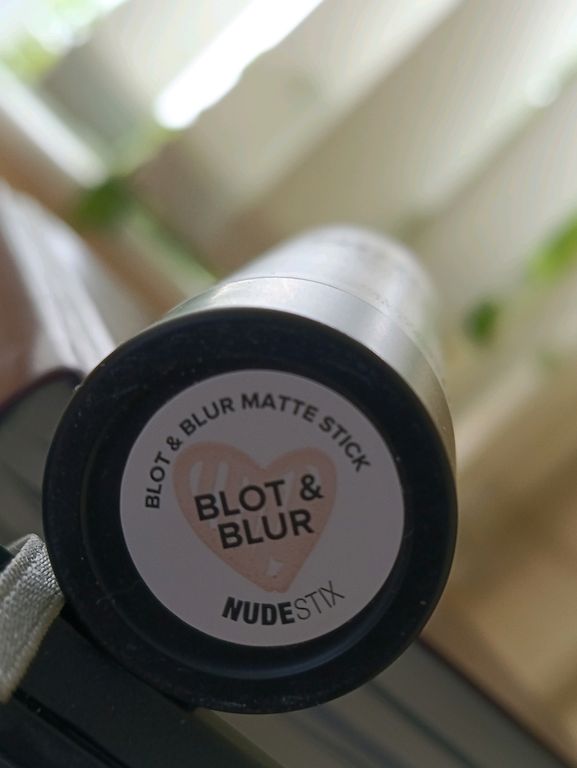 BLOT & BLUR MATTE STICK
BLOT &
BLUR
NUDESTIX